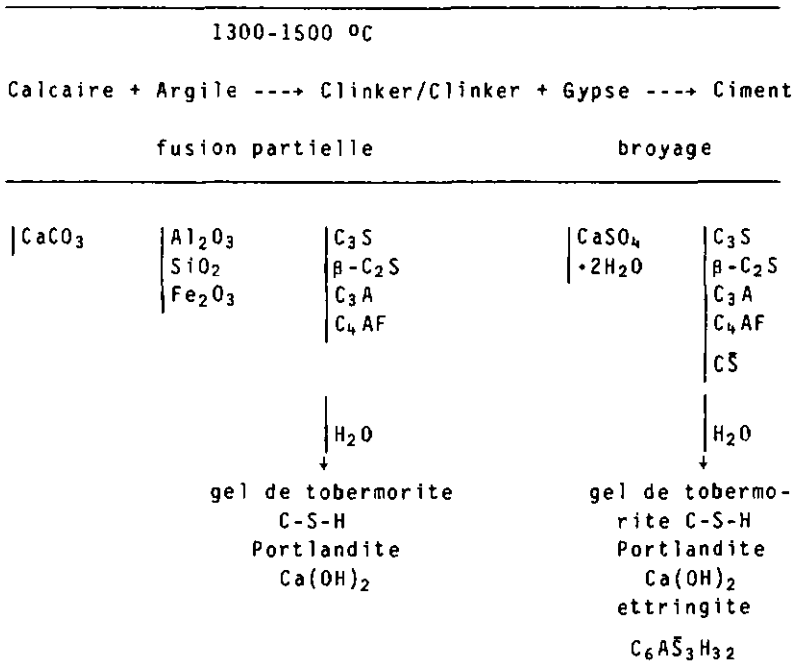 1300-1500 ºC
Calcaire + Argile ---→ Clinker/Clinker + Gypse ---→ Ciment
fusion partielle broyage
CaCO₃ Al₂O₃ C₃S CaSO₄ C₃S
SiO₂ β-C₂S •2H₂O β-C₂S
Fe₂O₃ C₃A C₃A
C₄AF C₄AF
CS̄
H₂O H₂O
gel de tobermorite gel de tobermo-
C-S-H rite C-S-H
Portlandite Portlandite
Ca(OH)₂ Ca(OH)₂
ettringite
C₆AS̄₃H₃₂